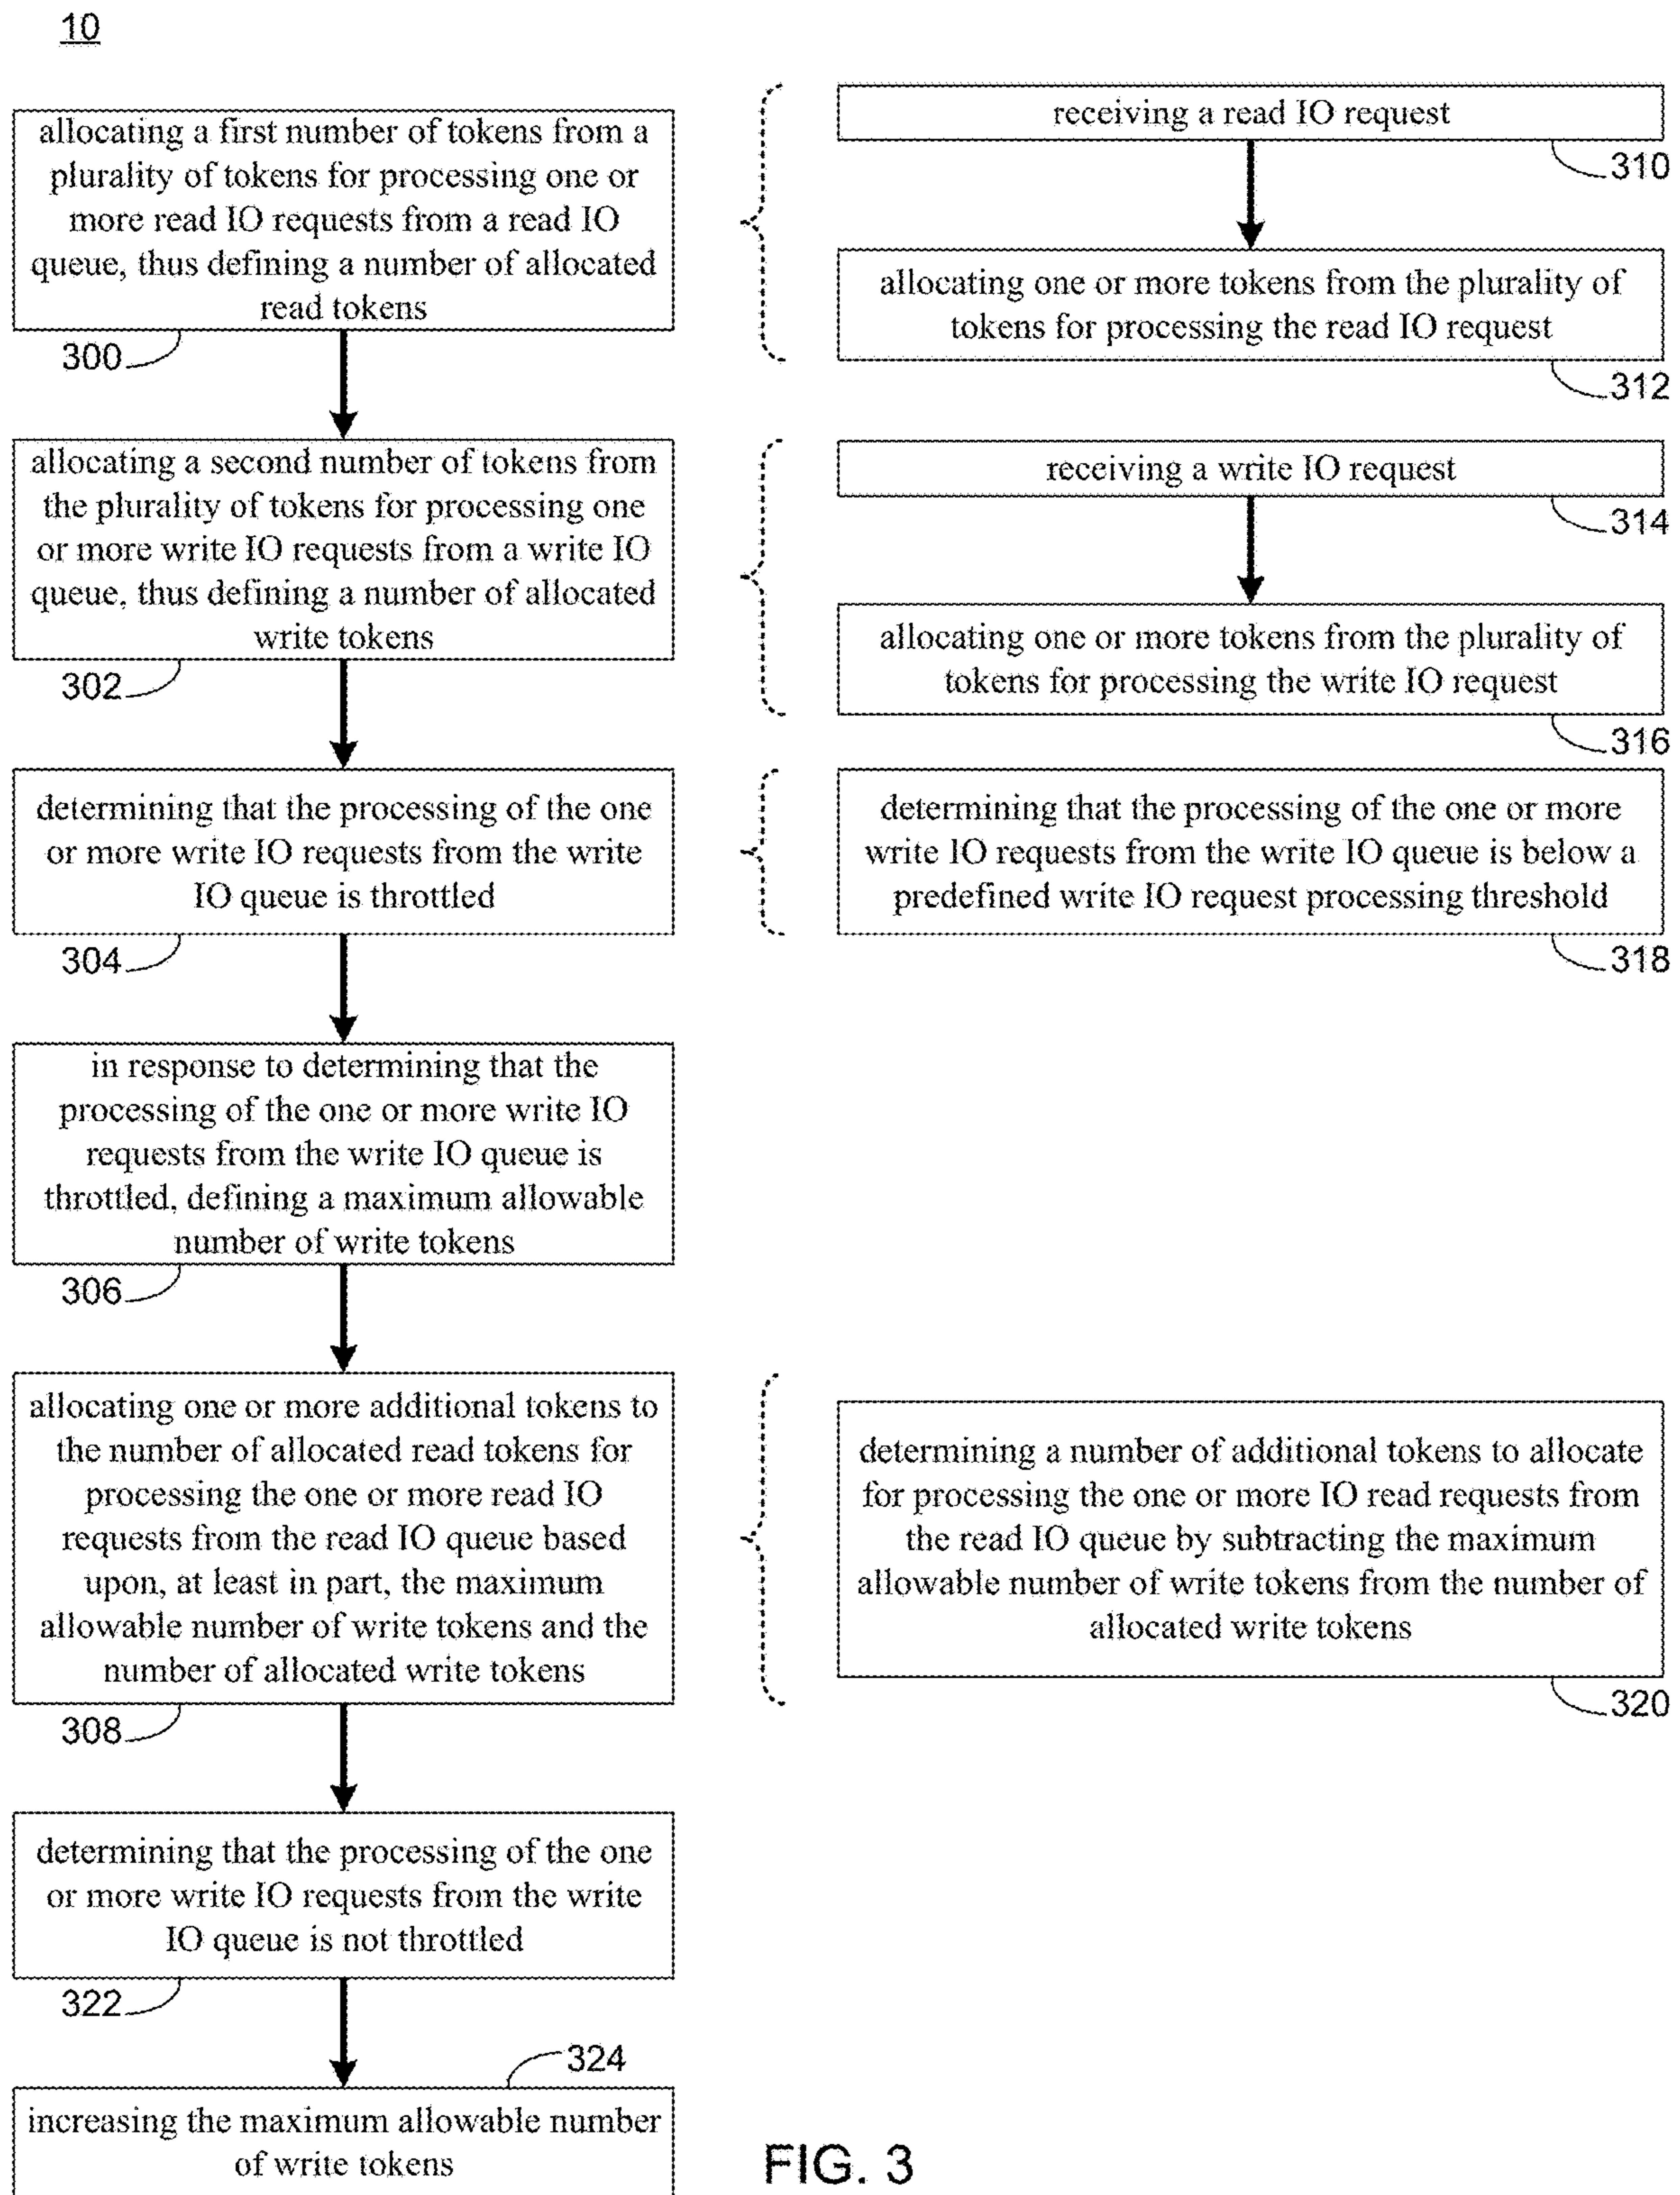 10
allocating a first number of tokens from a
plurality of tokens for processing one or
more read IO requests from a read IO
queue, thus defining a number of allocated
read tokens
300
receiving a read IO request
310
allocating one or more tokens from the plurality of
tokens for processing the read IO request
312
allocating a second number of tokens from
the plurality of tokens for processing one
or more write IO requests from a write IO
queue, thus defining a number of allocated
write tokens
302
receiving a write IO request
314
allocating one or more tokens from the plurality of
tokens for processing the write IO request
316
determining that the processing of the one
or more write IO requests from the write
IO queue is throttled
304
determining that the processing of the one or more
write IO requests from the write IO queue is below a
predefined write IO request processing threshold
318
in response to determining that the
processing of the one or more write IO
requests from the write IO queue is
throttled, defining a maximum allowable
number of write tokens
306
allocating one or more additional tokens to
the number of allocated read tokens for
processing the one or more read IO
requests from the read IO queue based
upon, at least in part, the maximum
allowable number of write tokens and the
number of allocated write tokens
308
determining a number of additional tokens to allocate
for processing the one or more IO read requests from
the read IO queue by subtracting the maximum
allowable number of write tokens from the number of
allocated write tokens
320
determining that the processing of the one
or more write IO requests from the write
IO queue is not throttled
322
324
increasing the maximum allowable number
of write tokens
FIG. 3